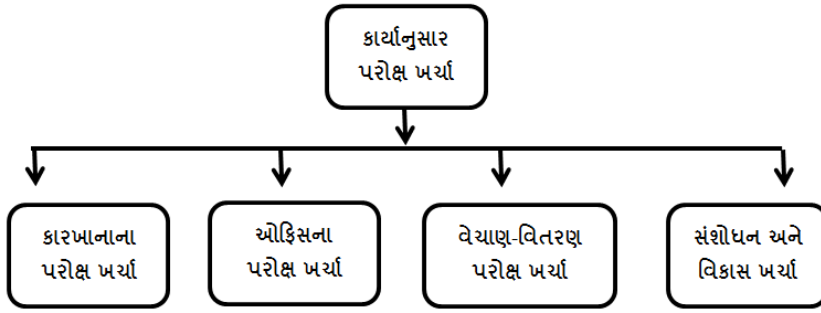 કાર્યાનુસાર
પરોક્ષ ખર્ચા
કારખાનાના
પરોક્ષ ખર્ચા
ઓફિસના
પરોક્ષ ખર્ચા
વેચાણ-વિતરણ
પરોક્ષ ખર્ચા
સંશોધન અને
વિકાસ ખર્ચા